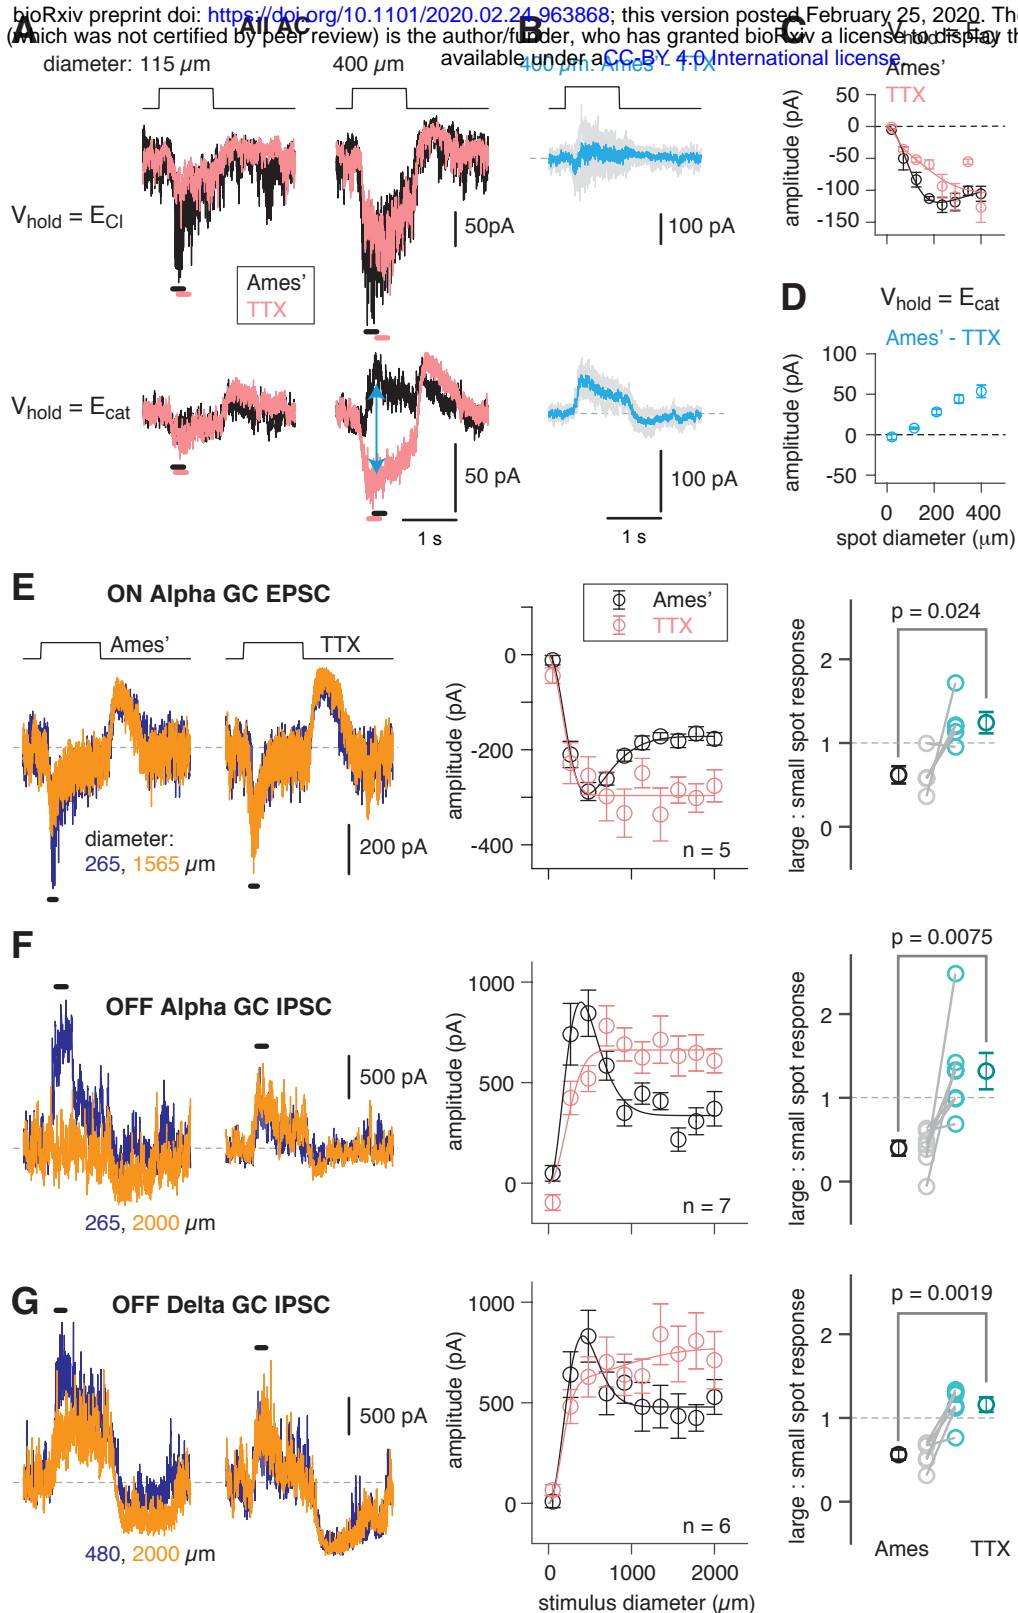 bioRxiv preprint doi: https://doi.org/10.1101/2020.02.24.963868; this version posted February 25, 2020. The
(which was not certified by peer review) is the author/funder, who has granted bioRxiv a license to display th
available under a CC-BY 4.0 International license.
A
AII AC
B
C
Vhold = ECl
diameter: 115 µm
400 µm
400 µm: Ames' - TTX
Ames'
TTX
amplitude (pA)
50
0
-50
-100
-150
Vhold = ECl
50pA
100 pA
Ames'
TTX
D
Vhold = Ecat
Ames' - TTX
amplitude (pA)
100
50
0
-50
0
200
400
spot diameter (µm)
Vhold = Ecat
50 pA
1 s
100 pA
1 s
E
ON Alpha GC EPSC
Ames'
TTX
diameter:
265, 1565 µm
200 pA
Ames'
TTX
amplitude (pA)
0
-200
-400
n = 5
large : small spot response
p = 0.024
2
1
0
F
OFF Alpha GC IPSC
500 pA
265, 2000 µm
amplitude (pA)
1000
500
0
n = 7
large : small spot response
p = 0.0075
2
1
0
G
OFF Delta GC IPSC
500 pA
480, 2000 µm
amplitude (pA)
1000
500
0
n = 6
0
1000
2000
stimulus diameter (µm)
large : small spot response
p = 0.0019
2
1
0
Ames
TTX